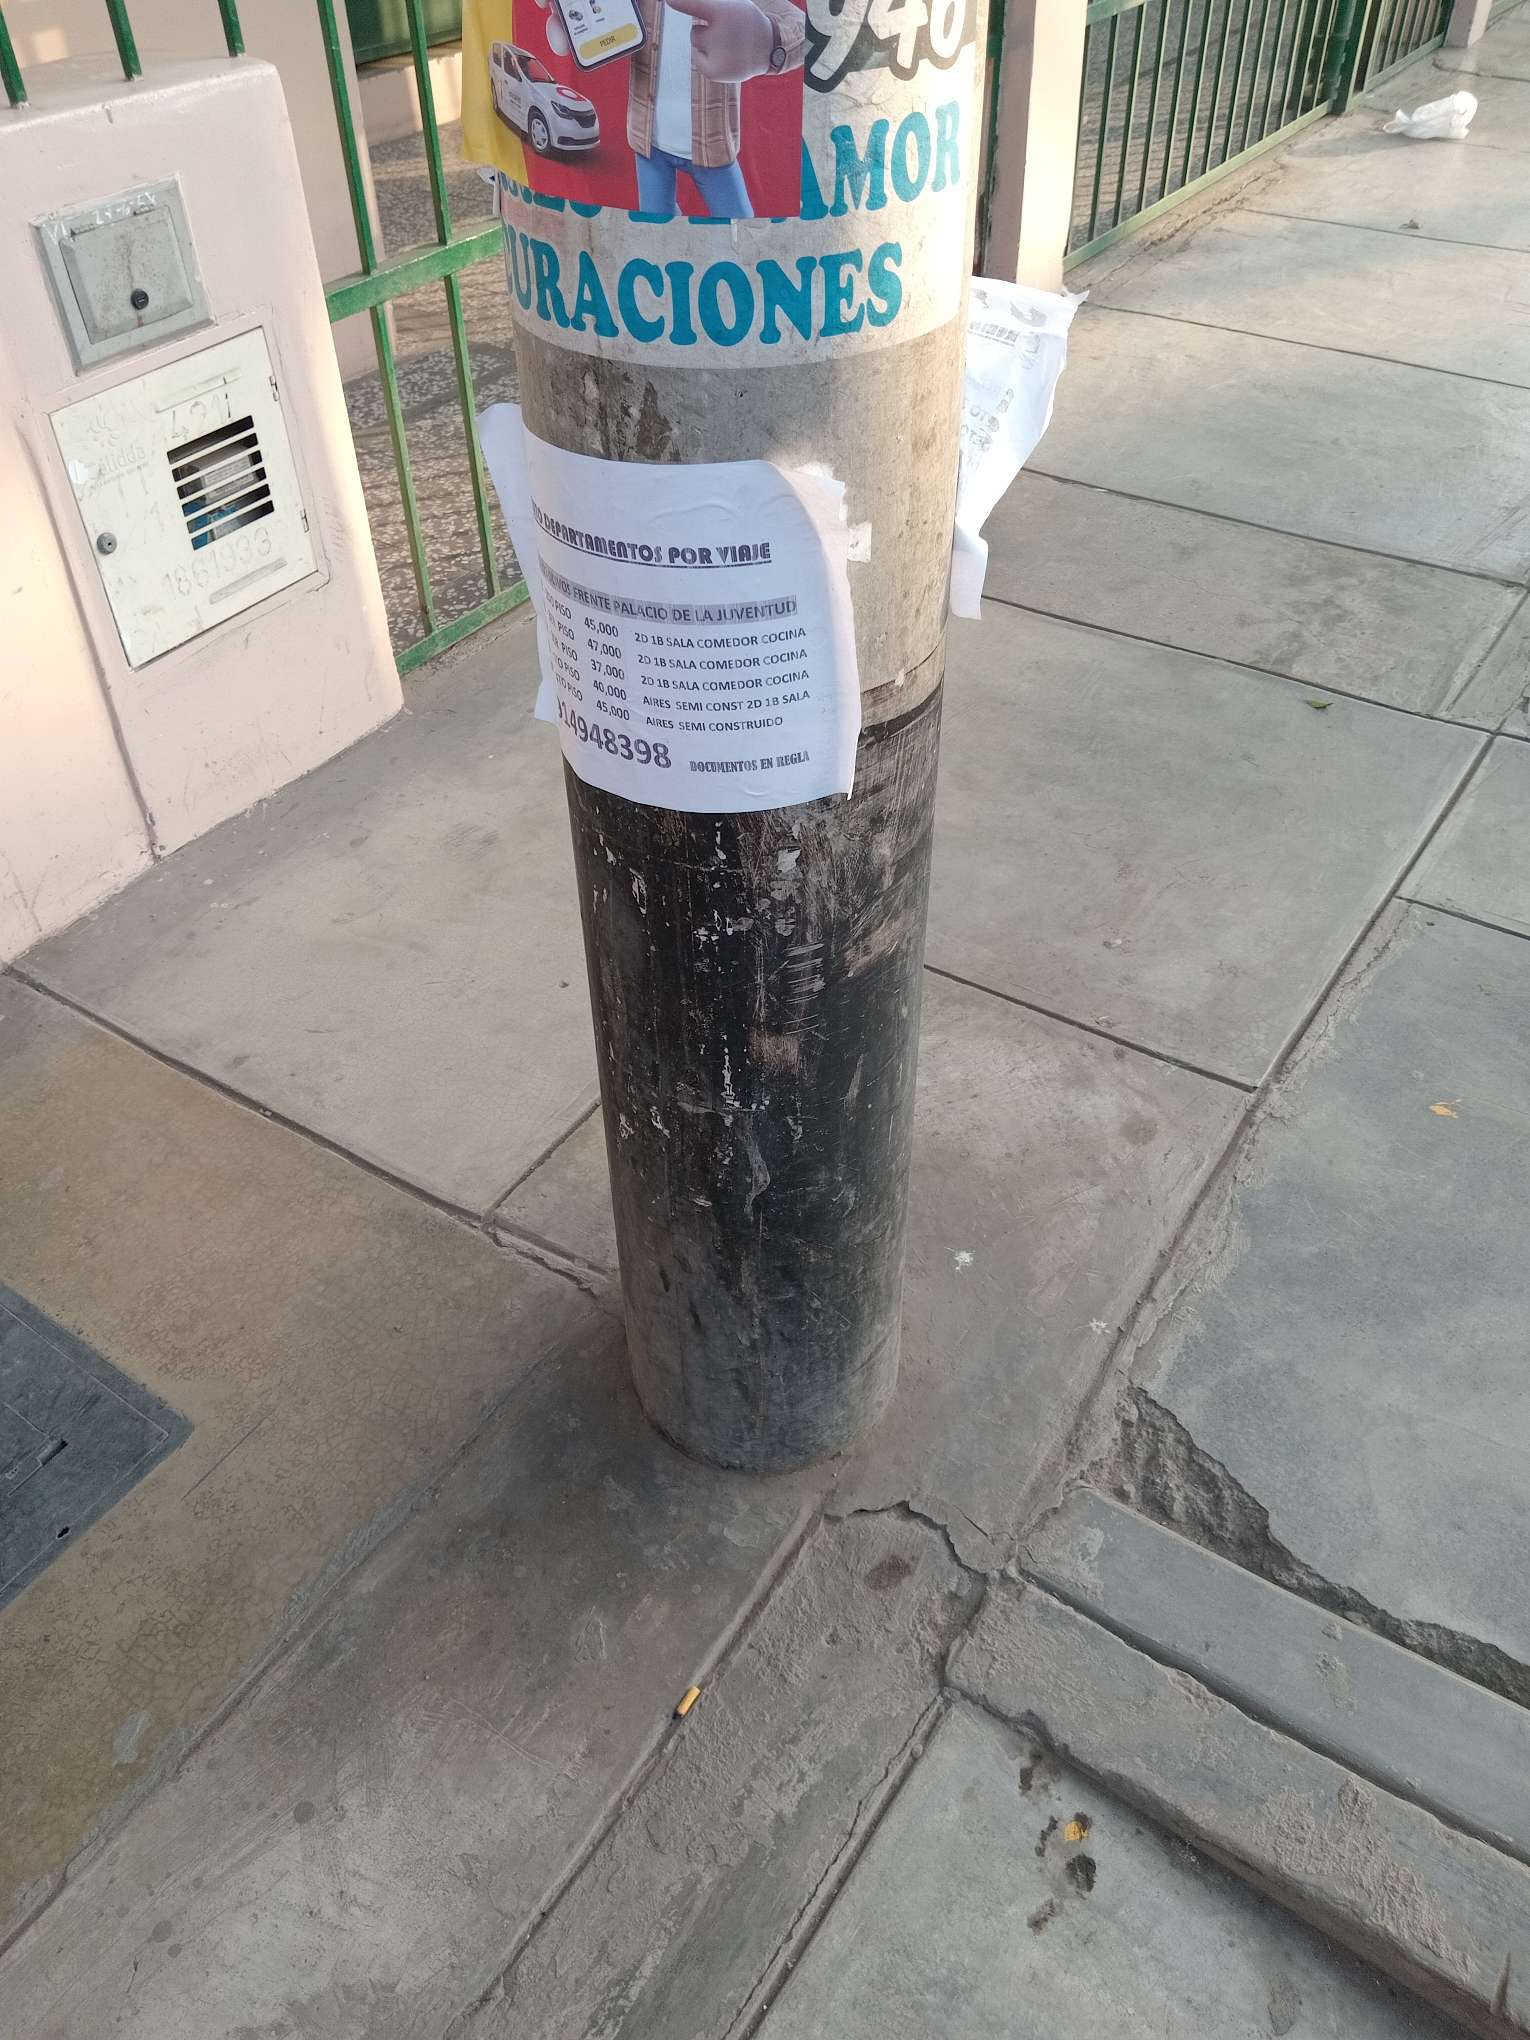 PEDIR
946
AMOR
CURACIONES
DEPARTAMENTOS POR VIAJE
FRENTE PALACIO DE LA JUVENTUD
PISO 45,000 2D 1B SALA COMEDOR COCINA
PISO 47,000 2D 1B SALA COMEDOR COCINA
PISO 37,000 2D 1B SALA COMEDOR COCINA
PISO 40,000 AIRES SEMI CONST 2D 1B SALA
PISO 45,000 AIRES SEMI CONSTRUIDO
914948398 DOCUMENTOS EN REGLA
1861933